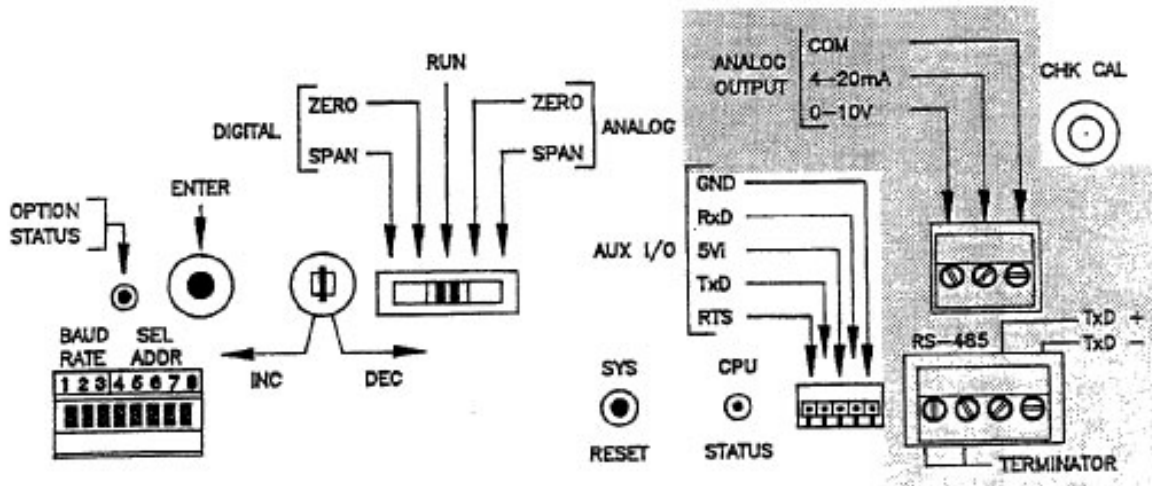 RUN
DIGITAL
ZERO
SPAN
ZERO
SPAN
ANALOG
ANALOG
OUTPUT
COM
4-20mA
0-10V
CHK CAL
OPTION
STATUS
ENTER
BAUD
RATE
SEL
ADDR
1 2 3 4 5 6 7 8
INC
DEC
AUX I/O
GND
RxD
5Vi
TxD
RTS
SYS
RESET
CPU
STATUS
RS-485
TxD +
TxD -
TERMINATOR